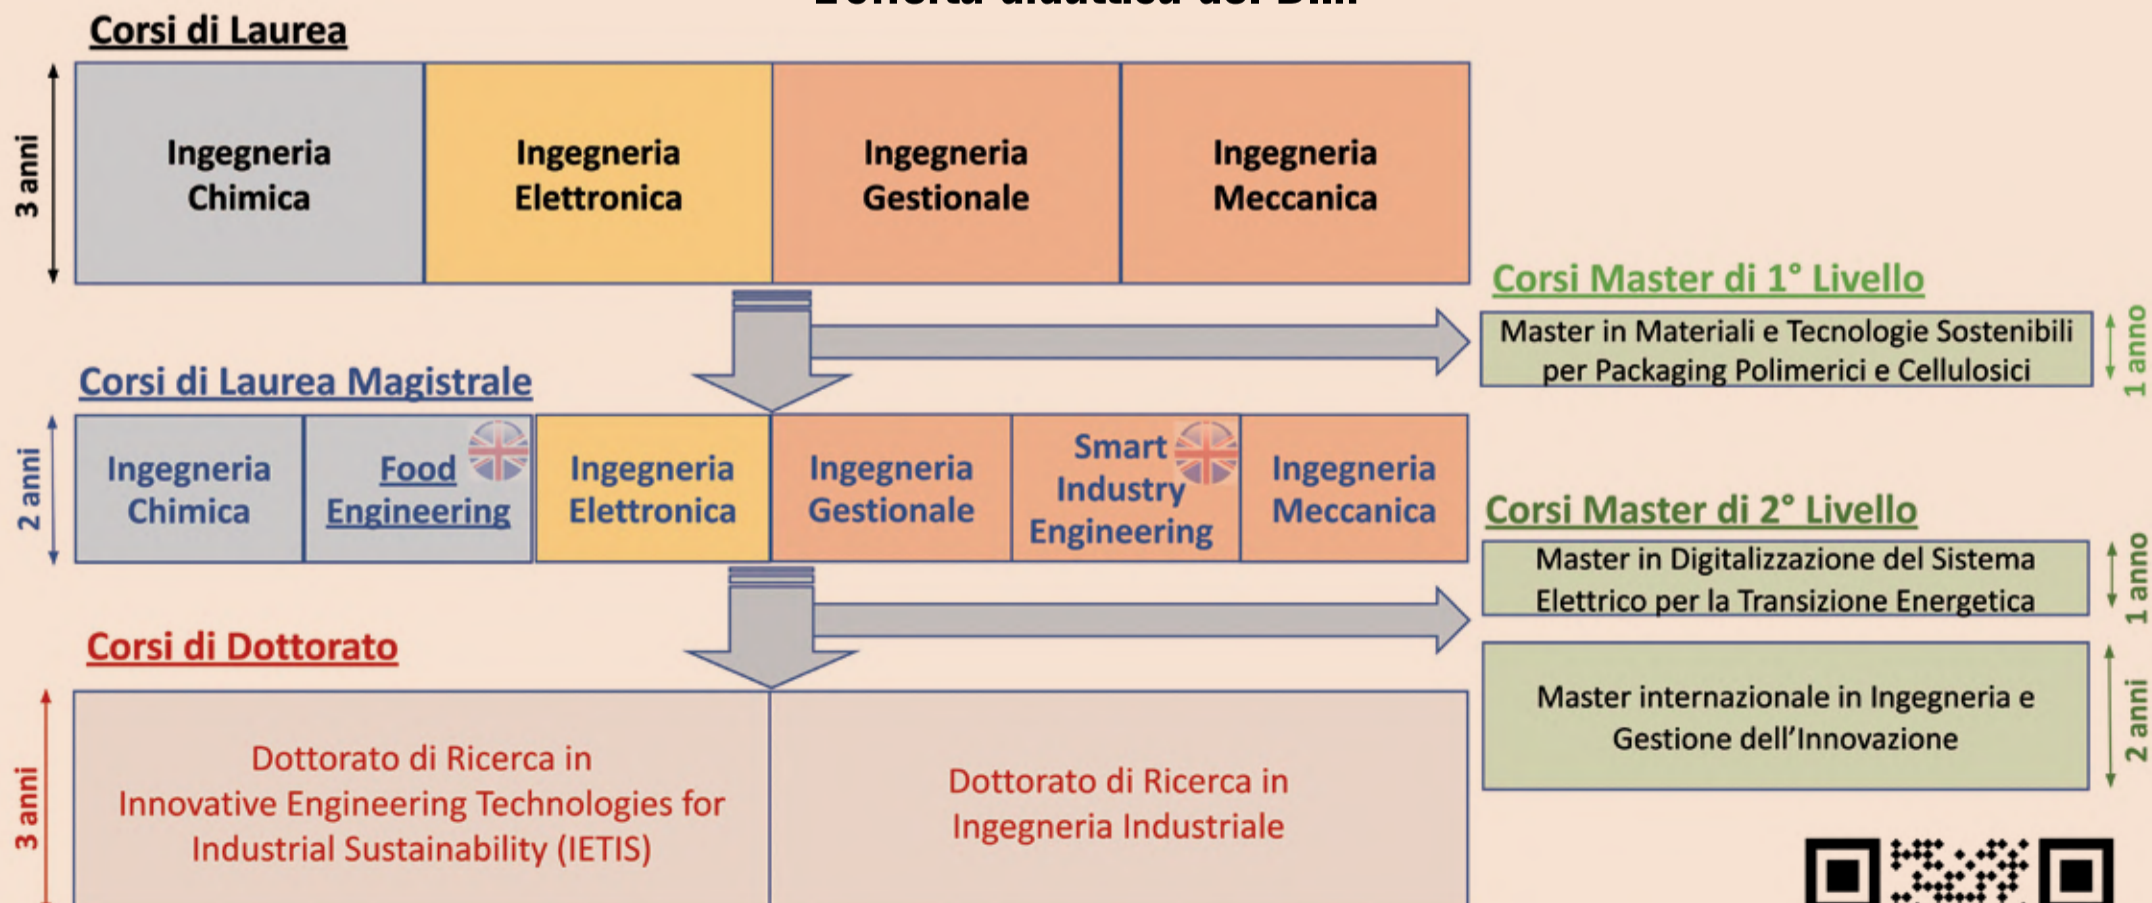 Corsi di Laurea
3 anni
Ingegneria
Chimica
Ingegneria
Elettronica
Ingegneria
Gestionale
Ingegneria
Meccanica
Corsi Master di 1° Livello
Master in Materiali e Tecnologie Sostenibili
per Packaging Polimerici e Cellulosici
1 anno
Corsi di Laurea Magistrale
2 anni
Ingegneria
Chimica
Food
Engineering
Ingegneria
Elettronica
Ingegneria
Gestionale
Smart
Industry
Engineering
Ingegneria
Meccanica
Corsi Master di 2° Livello
Master in Digitalizzazione del Sistema
Elettrico per la Transizione Energetica
1 anno
Master internazionale in Ingegneria e
Gestione dell’Innovazione
2 anni
Corsi di Dottorato
3 anni
Dottorato di Ricerca in
Innovative Engineering Technologies for
Industrial Sustainability (IETIS)
Dottorato di Ricerca in
Ingegneria Industriale